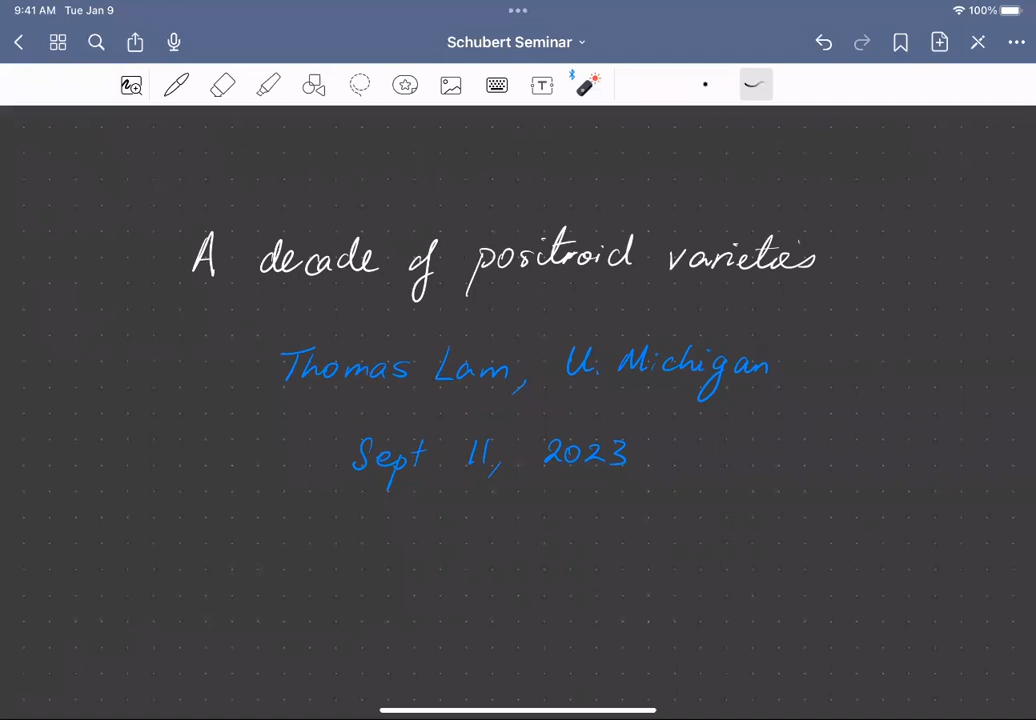 9:41 AM Tue Jan 9
100%
Schubert Seminar
T
A decade of positroid varieties
Thomas Lam, U. Michigan
Sept 11, 2023